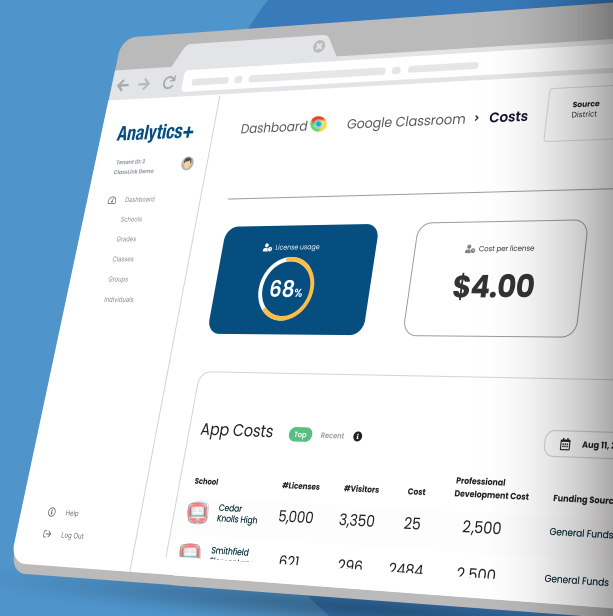 Analytics+
Tenant ID: 2
ClassLink Demo
Dashboard
Schools
Grades
Classes
Groups
Individuals
Help
Log Out
Dashboard Google Classroom › Costs
Source
District
License usage
68%
Cost per license
$4.00
App Costs Top Recent
Aug 11,
School #Licenses #Visitors Cost Professional Development Cost Funding
Cedar Knolls High 5,000 3,350 25 2,500 General Funds
Smithfield 621 296 2484 2,500 General Funds